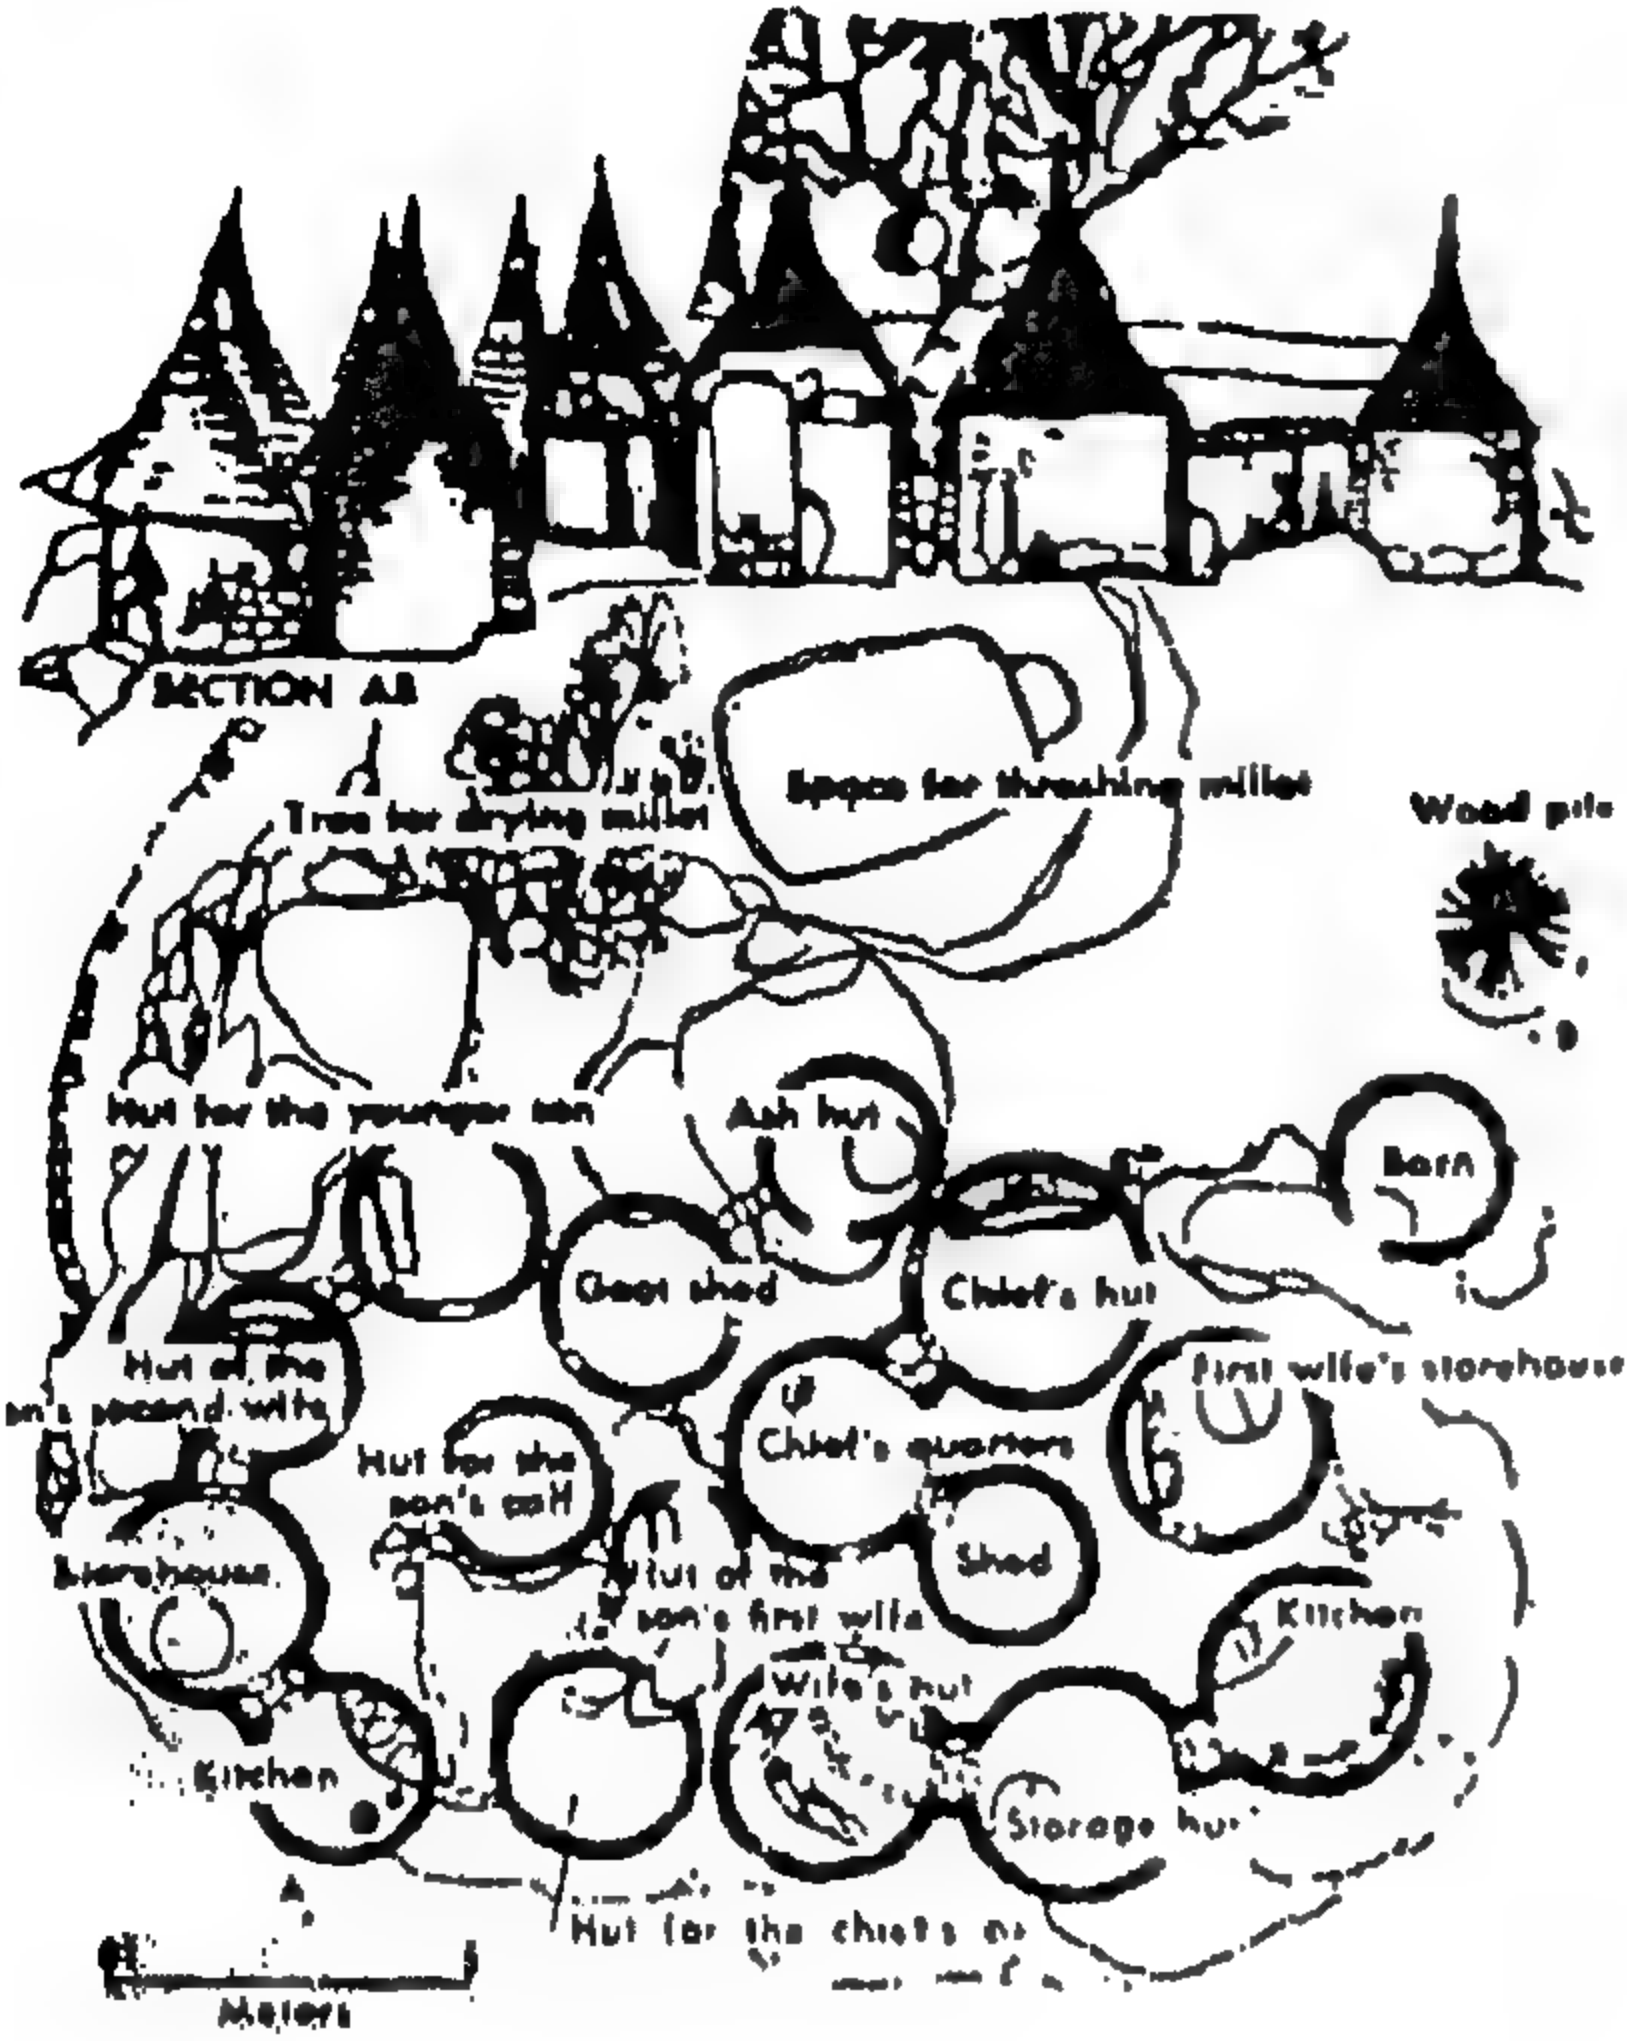 SECTION AB
Tree for drying millet
Space for threshing millet
Wood pile
Hut for the younger son
Ash hut
Barn
Goat shed
Chief's hut
Hut of the
second wife
First wife's storehouse
Hut for the
son's calf
Chief's quarters
Storehouse
Hut of the
son's first wife
Shed
Kitchen
Wife's hut
Kitchen
Storage hut
Hut for the chief's
Meters